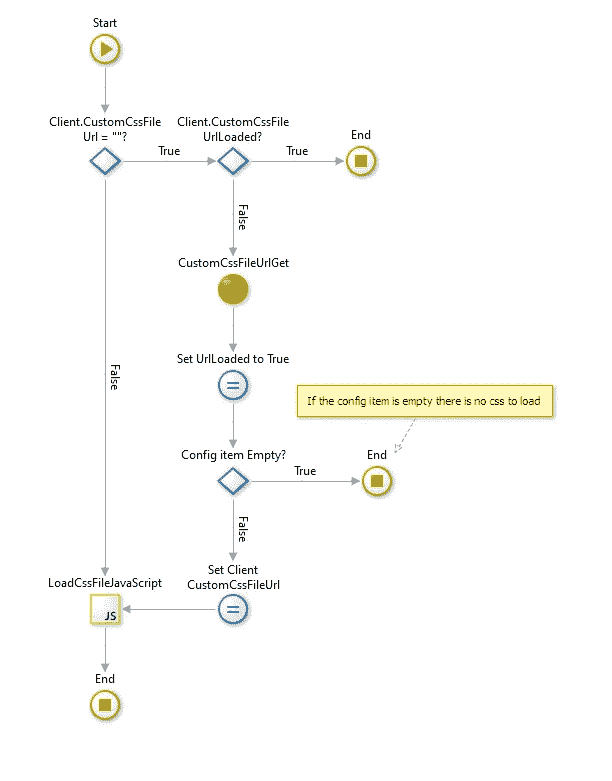 Start
Client.CustomCssFile
Url = ""?
Client.CustomCssFile
UrlLoaded?
End
True
True
False
CustomCssFileUrlGet
Set UrlLoaded to True
False
If the config item is empty there is no css to load
Config item Empty?
End
True
False
Set Client
CustomCssFileUrl
LoadCssFileJavaScript
JS
End